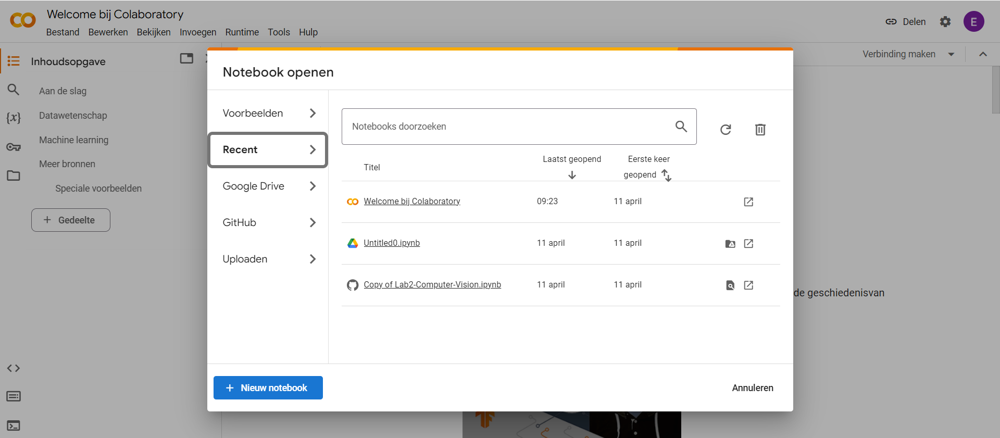 Welcome bij Colaboratory
Bestand Bewerken Bekijken Invoegen Runtime Tools Hulp
Delen
E
Inhoudsopgave
Verbinding maken
Aan de slag
Datawetenschap
Machine learning
Meer bronnen
Speciale voorbeelden
+ Gedeelte
Notebook openen
Voorbeelden
Recent
Google Drive
GitHub
Uploaden
Notebooks doorzoeken
Titel
Laatst geopend
Eerste keer
geopend
Welcome bij Colaboratory 09:23 11 april
Untitled0.ipynb 11 april 11 april
Copy of Lab2-Computer-Vision.ipynb 11 april 11 april
de geschiedenisvan
+ Nieuw notebook
Annuleren